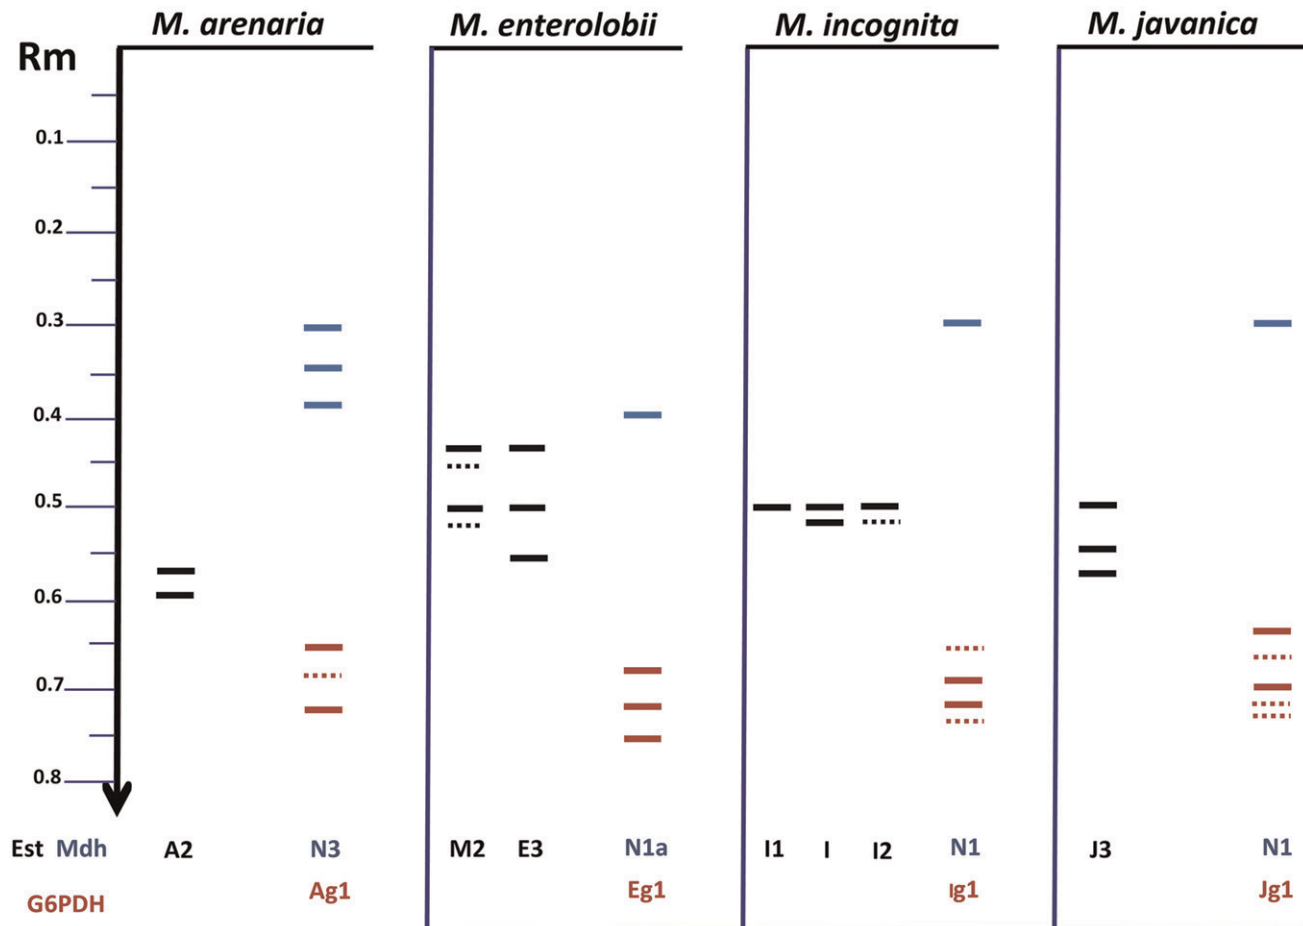 M. arenaria M. enterolobii M. incognita M. javanica
Rm
0.1
0.2
0.3
0.4
0.5
0.6
0.7
0.8
Est Mdh A2 N3 M2 E3 N1a I1 I I2 N1 J3 N1
G6PDH Ag1 Eg1 Ig1 Jg1